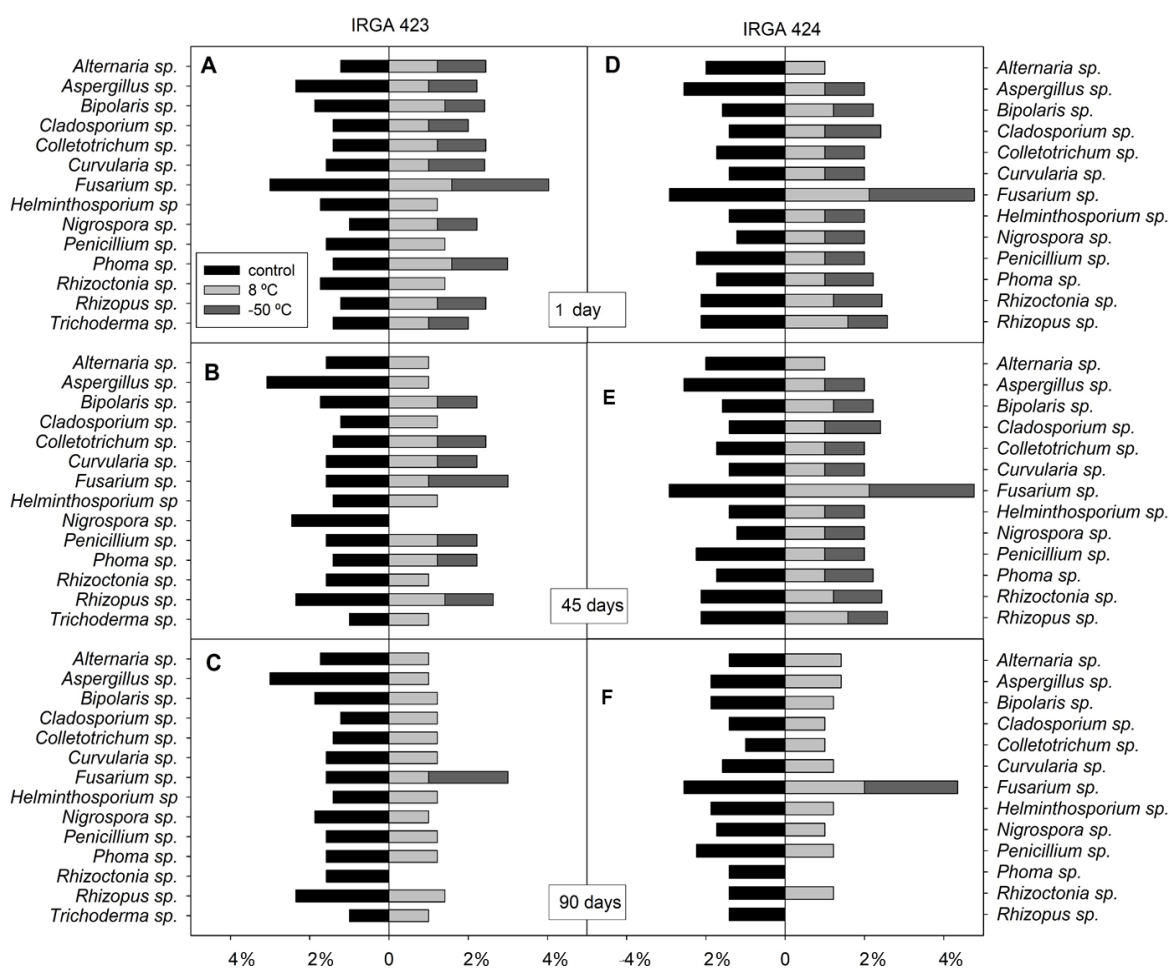 IRGA 423
IRGA 424
A
Alternaria sp.
Aspergillus sp.
Bipolaris sp.
Cladosporium sp.
Colletotrichum sp.
Curvularia sp.
Fusarium sp.
Helminthosporium sp
Nigrospora sp.
Penicillium sp.
Phoma sp.
Rhizoctonia sp.
Rhizopus sp.
Trichoderma sp.
control
8 ºC
-50 ºC
1 day
D
Alternaria sp.
Aspergillus sp.
Bipolaris sp.
Cladosporium sp.
Colletotrichum sp.
Curvularia sp.
Fusarium sp.
Helminthosporium sp.
Nigrospora sp.
Penicillium sp.
Phoma sp.
Rhizoctonia sp.
Rhizopus sp.
B
Alternaria sp.
Aspergillus sp.
Bipolaris sp.
Cladosporium sp.
Colletotrichum sp.
Curvularia sp.
Fusarium sp.
Helminthosporium sp
Nigrospora sp.
Penicillium sp.
Phoma sp.
Rhizoctonia sp.
Rhizopus sp.
Trichoderma sp.
45 days
E
Alternaria sp.
Aspergillus sp.
Bipolaris sp.
Cladosporium sp.
Colletotrichum sp.
Curvularia sp.
Fusarium sp.
Helminthosporium sp.
Nigrospora sp.
Penicillium sp.
Phoma sp.
Rhizoctonia sp.
Rhizopus sp.
C
Alternaria sp.
Aspergillus sp.
Bipolaris sp.
Cladosporium sp.
Colletotrichum sp.
Curvularia sp.
Fusarium sp.
Helminthosporium sp
Nigrospora sp.
Penicillium sp.
Phoma sp.
Rhizoctonia sp.
Rhizopus sp.
Trichoderma sp.
90 days
F
Alternaria sp.
Aspergillus sp.
Bipolaris sp.
Cladosporium sp.
Colletotrichum sp.
Curvularia sp.
Fusarium sp.
Helminthosporium sp.
Nigrospora sp.
Penicillium sp.
Phoma sp.
Rhizoctonia sp.
Rhizopus sp.
4% 2% 0 2% 4%
-4% 2% 0 2% 4%